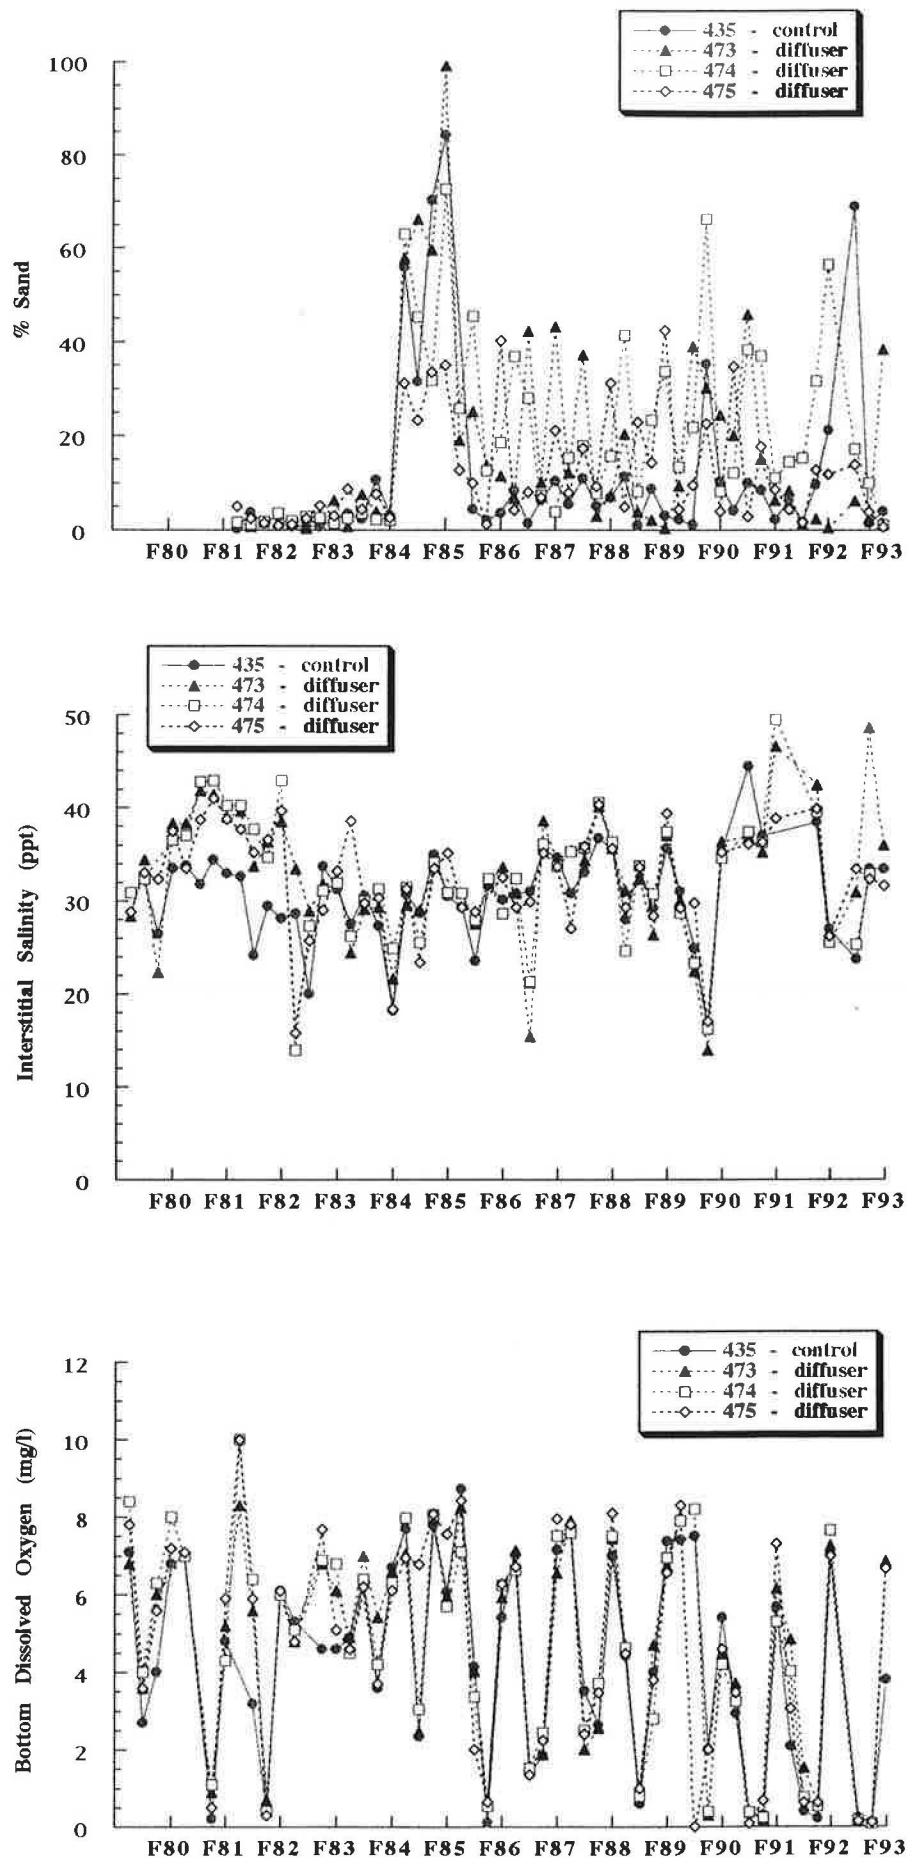 435 - control
473 - diffuser
474 - diffuser
475 - diffuser
100
80
60
40
20
0
% Sand
F80 F81 F82 F83 F84 F85 F86 F87 F88 F89 F90 F91 F92 F93
435 - control
473 - diffuser
474 - diffuser
475 - diffuser
50
40
30
20
10
0
Interstitial Salinity (ppt)
F80 F81 F82 F83 F84 F85 F86 F87 F88 F89 F90 F91 F92 F93
435 - control
473 - diffuser
474 - diffuser
475 - diffuser
12
10
8
6
4
2
0
Bottom Dissolved Oxygen (mg/l)
F80 F81 F82 F83 F84 F85 F86 F87 F88 F89 F90 F91 F92 F93